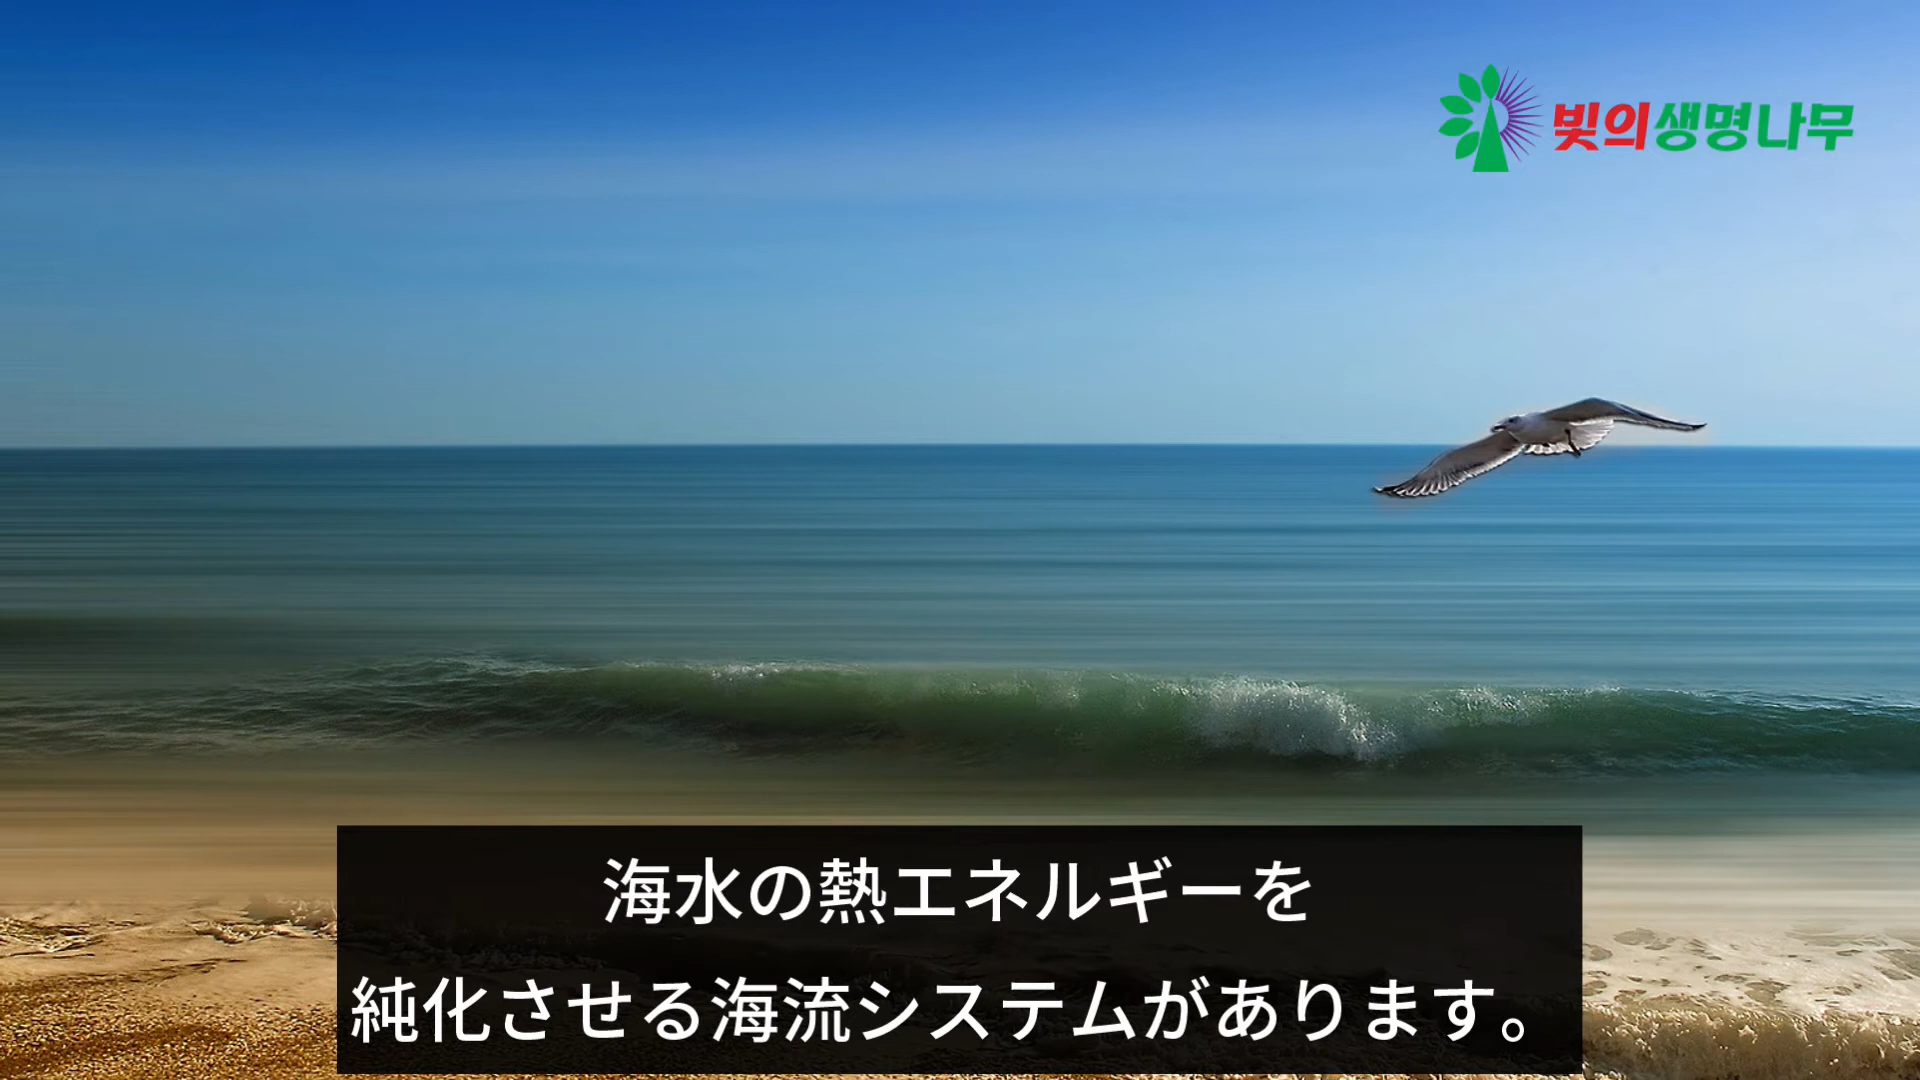 빛의생명나무
海水の熱エネルギーを
純化させる海流システムがあります。